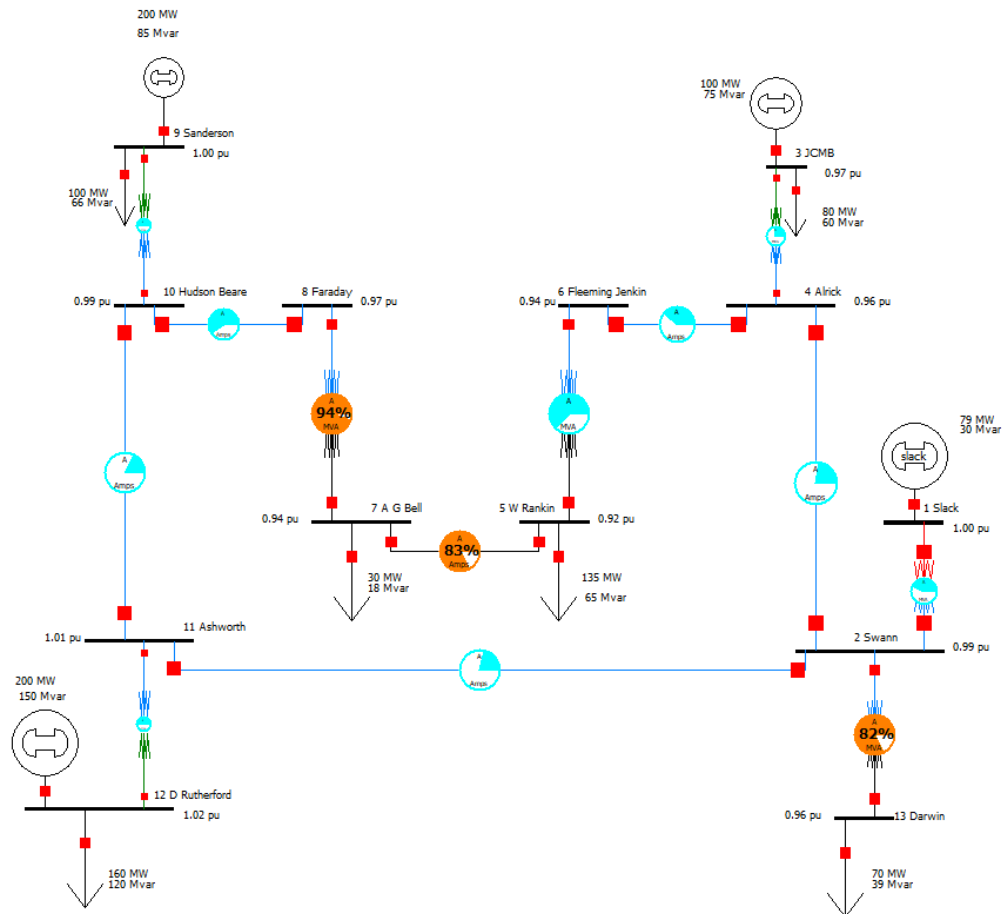 200 MW
85 Mvar
9 Sanderson
1.00 pu
100 MW
66 Mvar
100 MW
75 Mvar
3 JCMB
0.97 pu
80 MW
60 Mvar
10 Hudson Beare
0.99 pu
8 Faraday
0.97 pu
A
Amps
6 Fleeming Jenkin
0.94 pu
4 Alrick
0.96 pu
A
Amps
A
94%
MVA
A
MVA
79 MW
30 Mvar
slack
1 Slack
1.00 pu
A
Amps
A
Amps
7 A G Bell
0.94 pu
5 W Rankin
0.92 pu
A
83%
Amps
30 MW
18 Mvar
135 MW
65 Mvar
11 Ashworth
1.01 pu
2 Swann
0.99 pu
A
Amps
200 MW
150 Mvar
A
82%
MVA
12 D Rutherford
1.02 pu
160 MW
120 Mvar
0.96 pu
13 Darwin
70 MW
39 Mvar